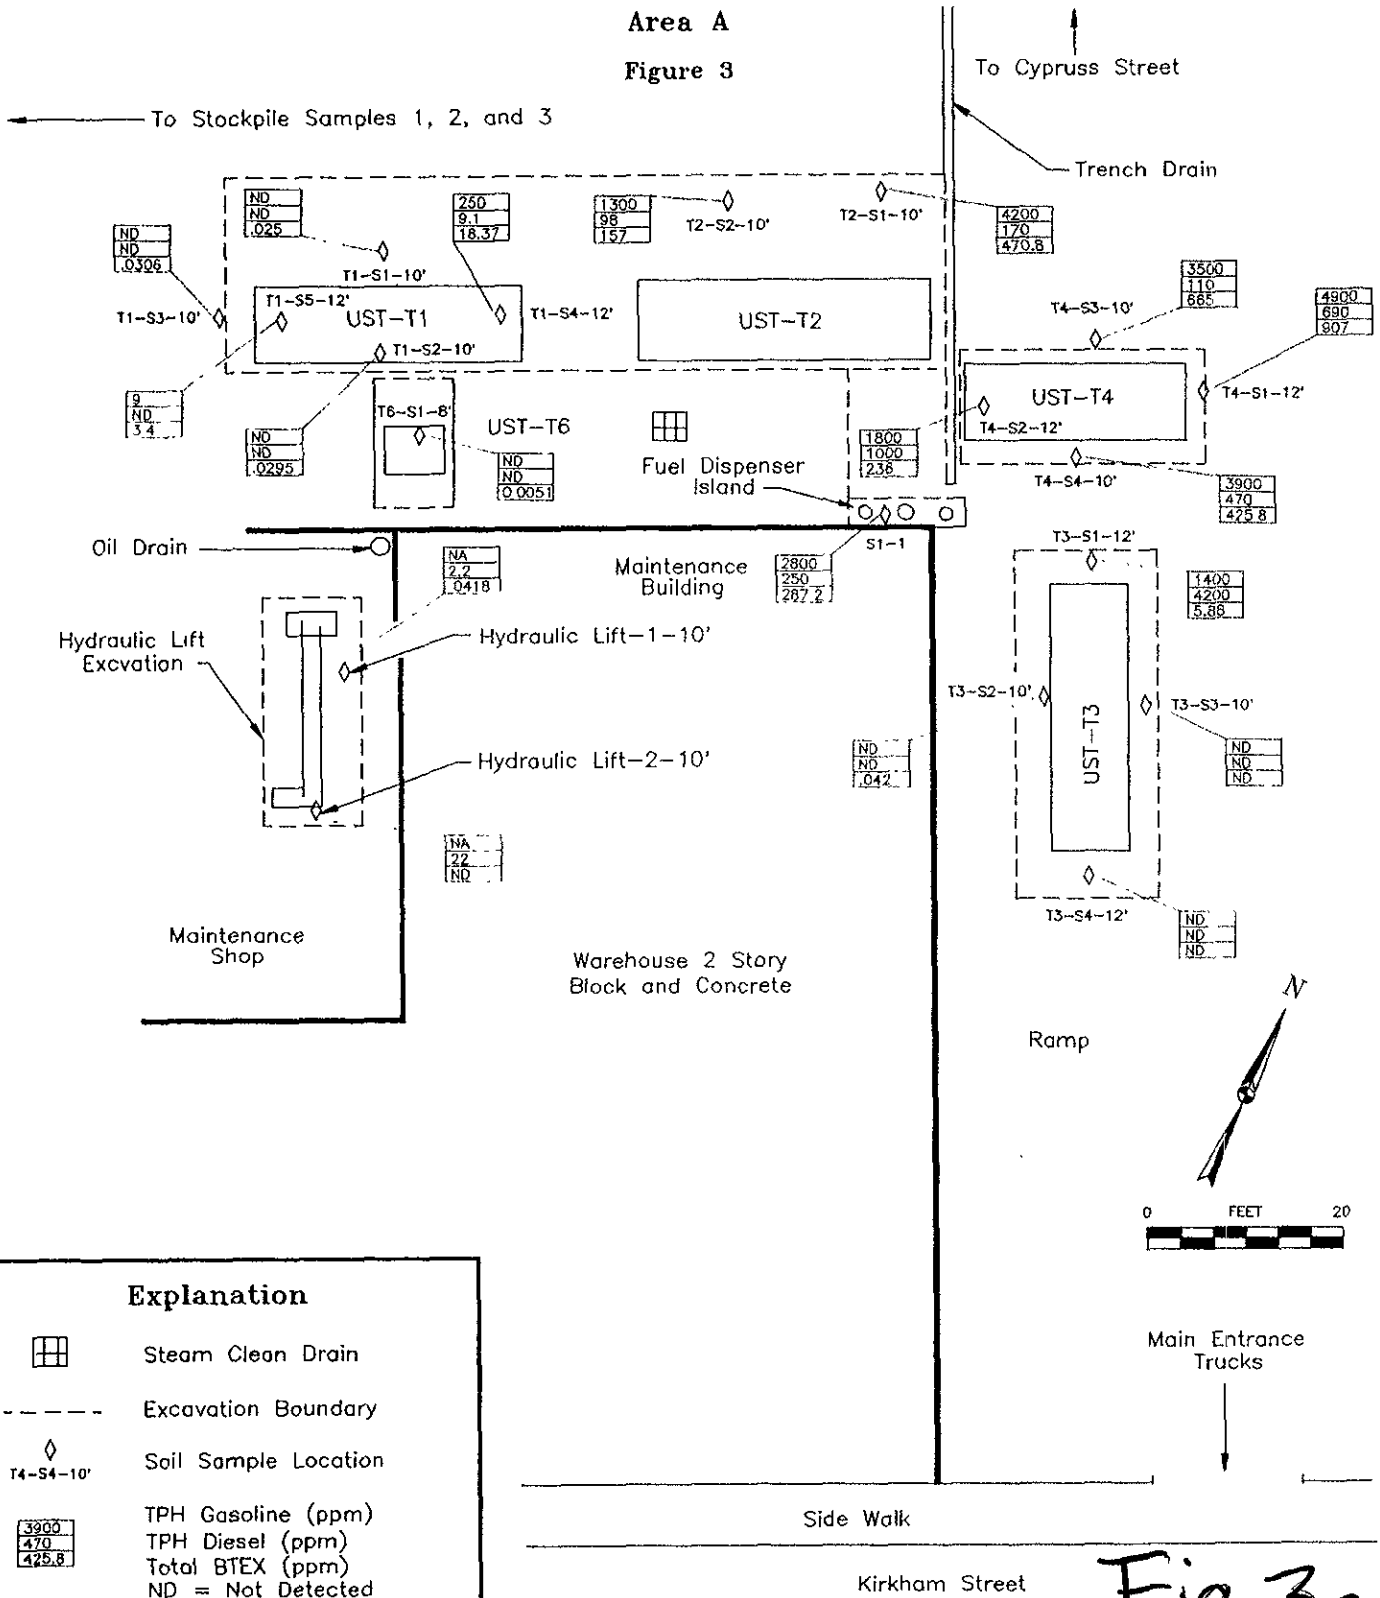 Area A
Figure 3
To Cypruss Street
To Stockpile Samples 1, 2, and 3
Trench Drain
ND
ND
.025
250
9.1
18.37
1300
98
157
T2-S2-10'
T2-S1-10'
4200
170
470.8
ND
ND
.0306
T1-S1-10'
3500
110
665
4900
690
907
T1-S3-10'
T1-S5-12'
UST-T1
T1-S4-12'
UST-T2
T4-S3-10'
T1-S2-10'
UST-T4
T4-S1-12'
9
ND
3.4
T6-S1-8'
UST-T6
T4-S2-12'
ND
ND
.0295
ND
ND
0.0051
Fuel Dispenser
Island
1800
1000
236
T4-S4-10'
3900
470
425.8
Oil Drain
S1-1
T3-S1-12'
NA
2.2
.0418
Maintenance
Building
2800
250
287.2
1400
4200
5.88
Hydraulic Lift
Excvation
Hydraulic Lift-1-10'
T3-S2-10'
UST-T3
T3-S3-10'
Hydraulic Lift-2-10'
ND
ND
.042
ND
ND
ND
NA
22
ND
T3-S4-12'
ND
ND
ND
Maintenance
Shop
Warehouse 2 Story
Block and Concrete
N
Ramp
0 FEET 20
Explanation
Steam Clean Drain
Excavation Boundary
T4-S4-10'
Soil Sample Location
3900
470
425.8
TPH Gasoline (ppm)
TPH Diesel (ppm)
Total BTEX (ppm)
ND = Not Detected
Main Entrance
Trucks
Side Walk
Kirkham Street
Fig 3